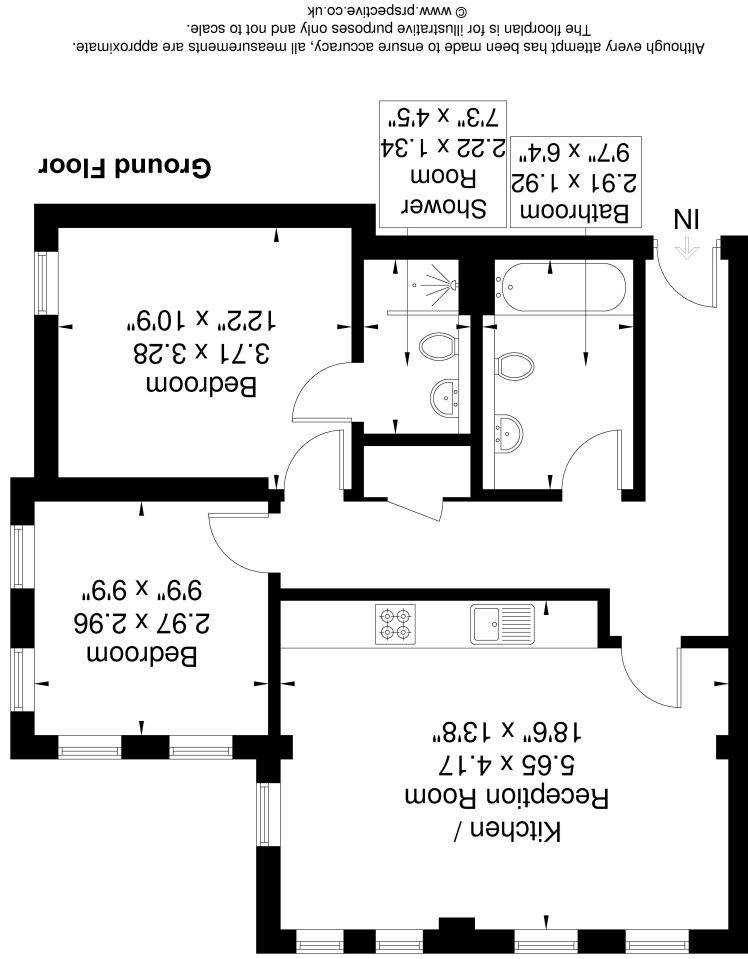 Kitchen /
Reception Room
5.65 x 4.17
18'6" x 13'8"
Bedroom
2.97 x 2.96
9'9" x 9'9"
Bedroom
3.71 x 3.28
12'2" x 10'9"
IN
Bathroom
2.91 x 1.92
9'7" x 6'4"
Shower
Room
2.22 x 1.34
7'3" x 4'5"
Ground Floor
Although every attempt has been made to ensure accuracy, all measurements are approximate.
The floorplan is for illustrative purposes only and not to scale.
© www.prspective.co.uk